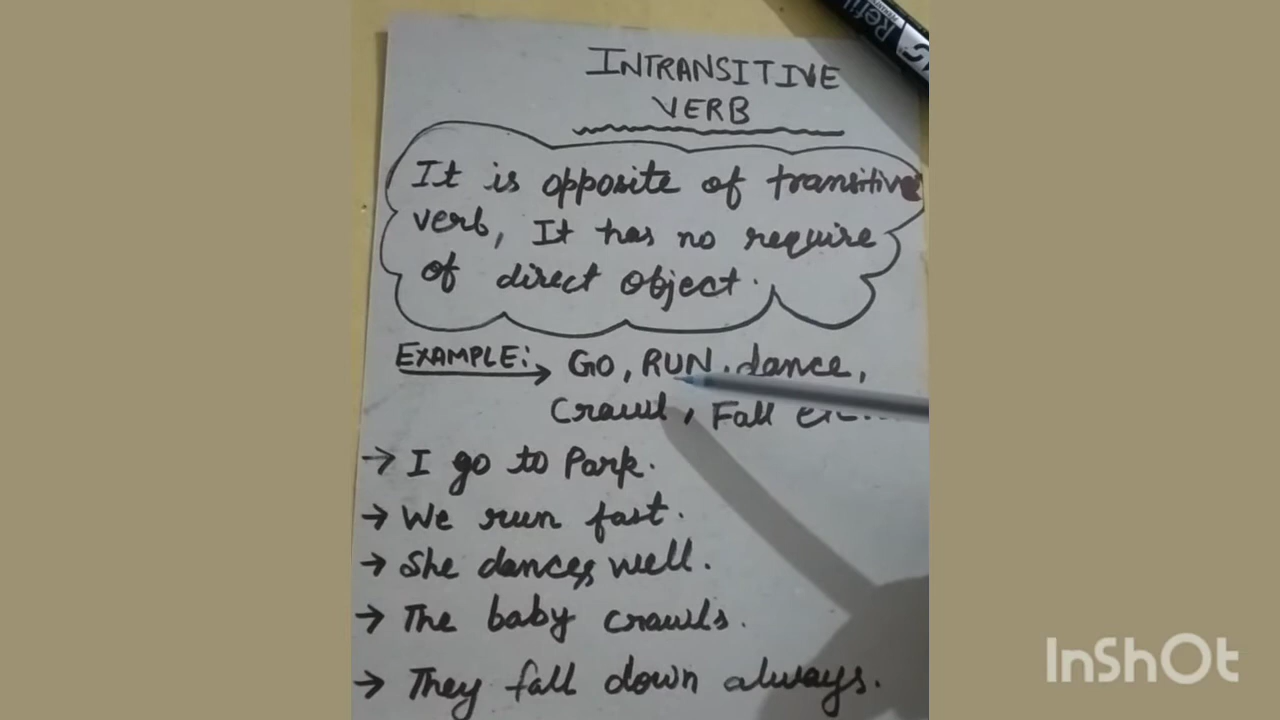 Refil
INTRANSITIVE
VERB
It is opposite of transitive
verb, It has no require
of direct object.
EXAMPLE: → GO, RUN, dance,
Crawl, Fall etc...
→ I go to Park.
→ We run fast.
→ She dances well.
→ The baby crawls.
→ They fall down always.
InShOt